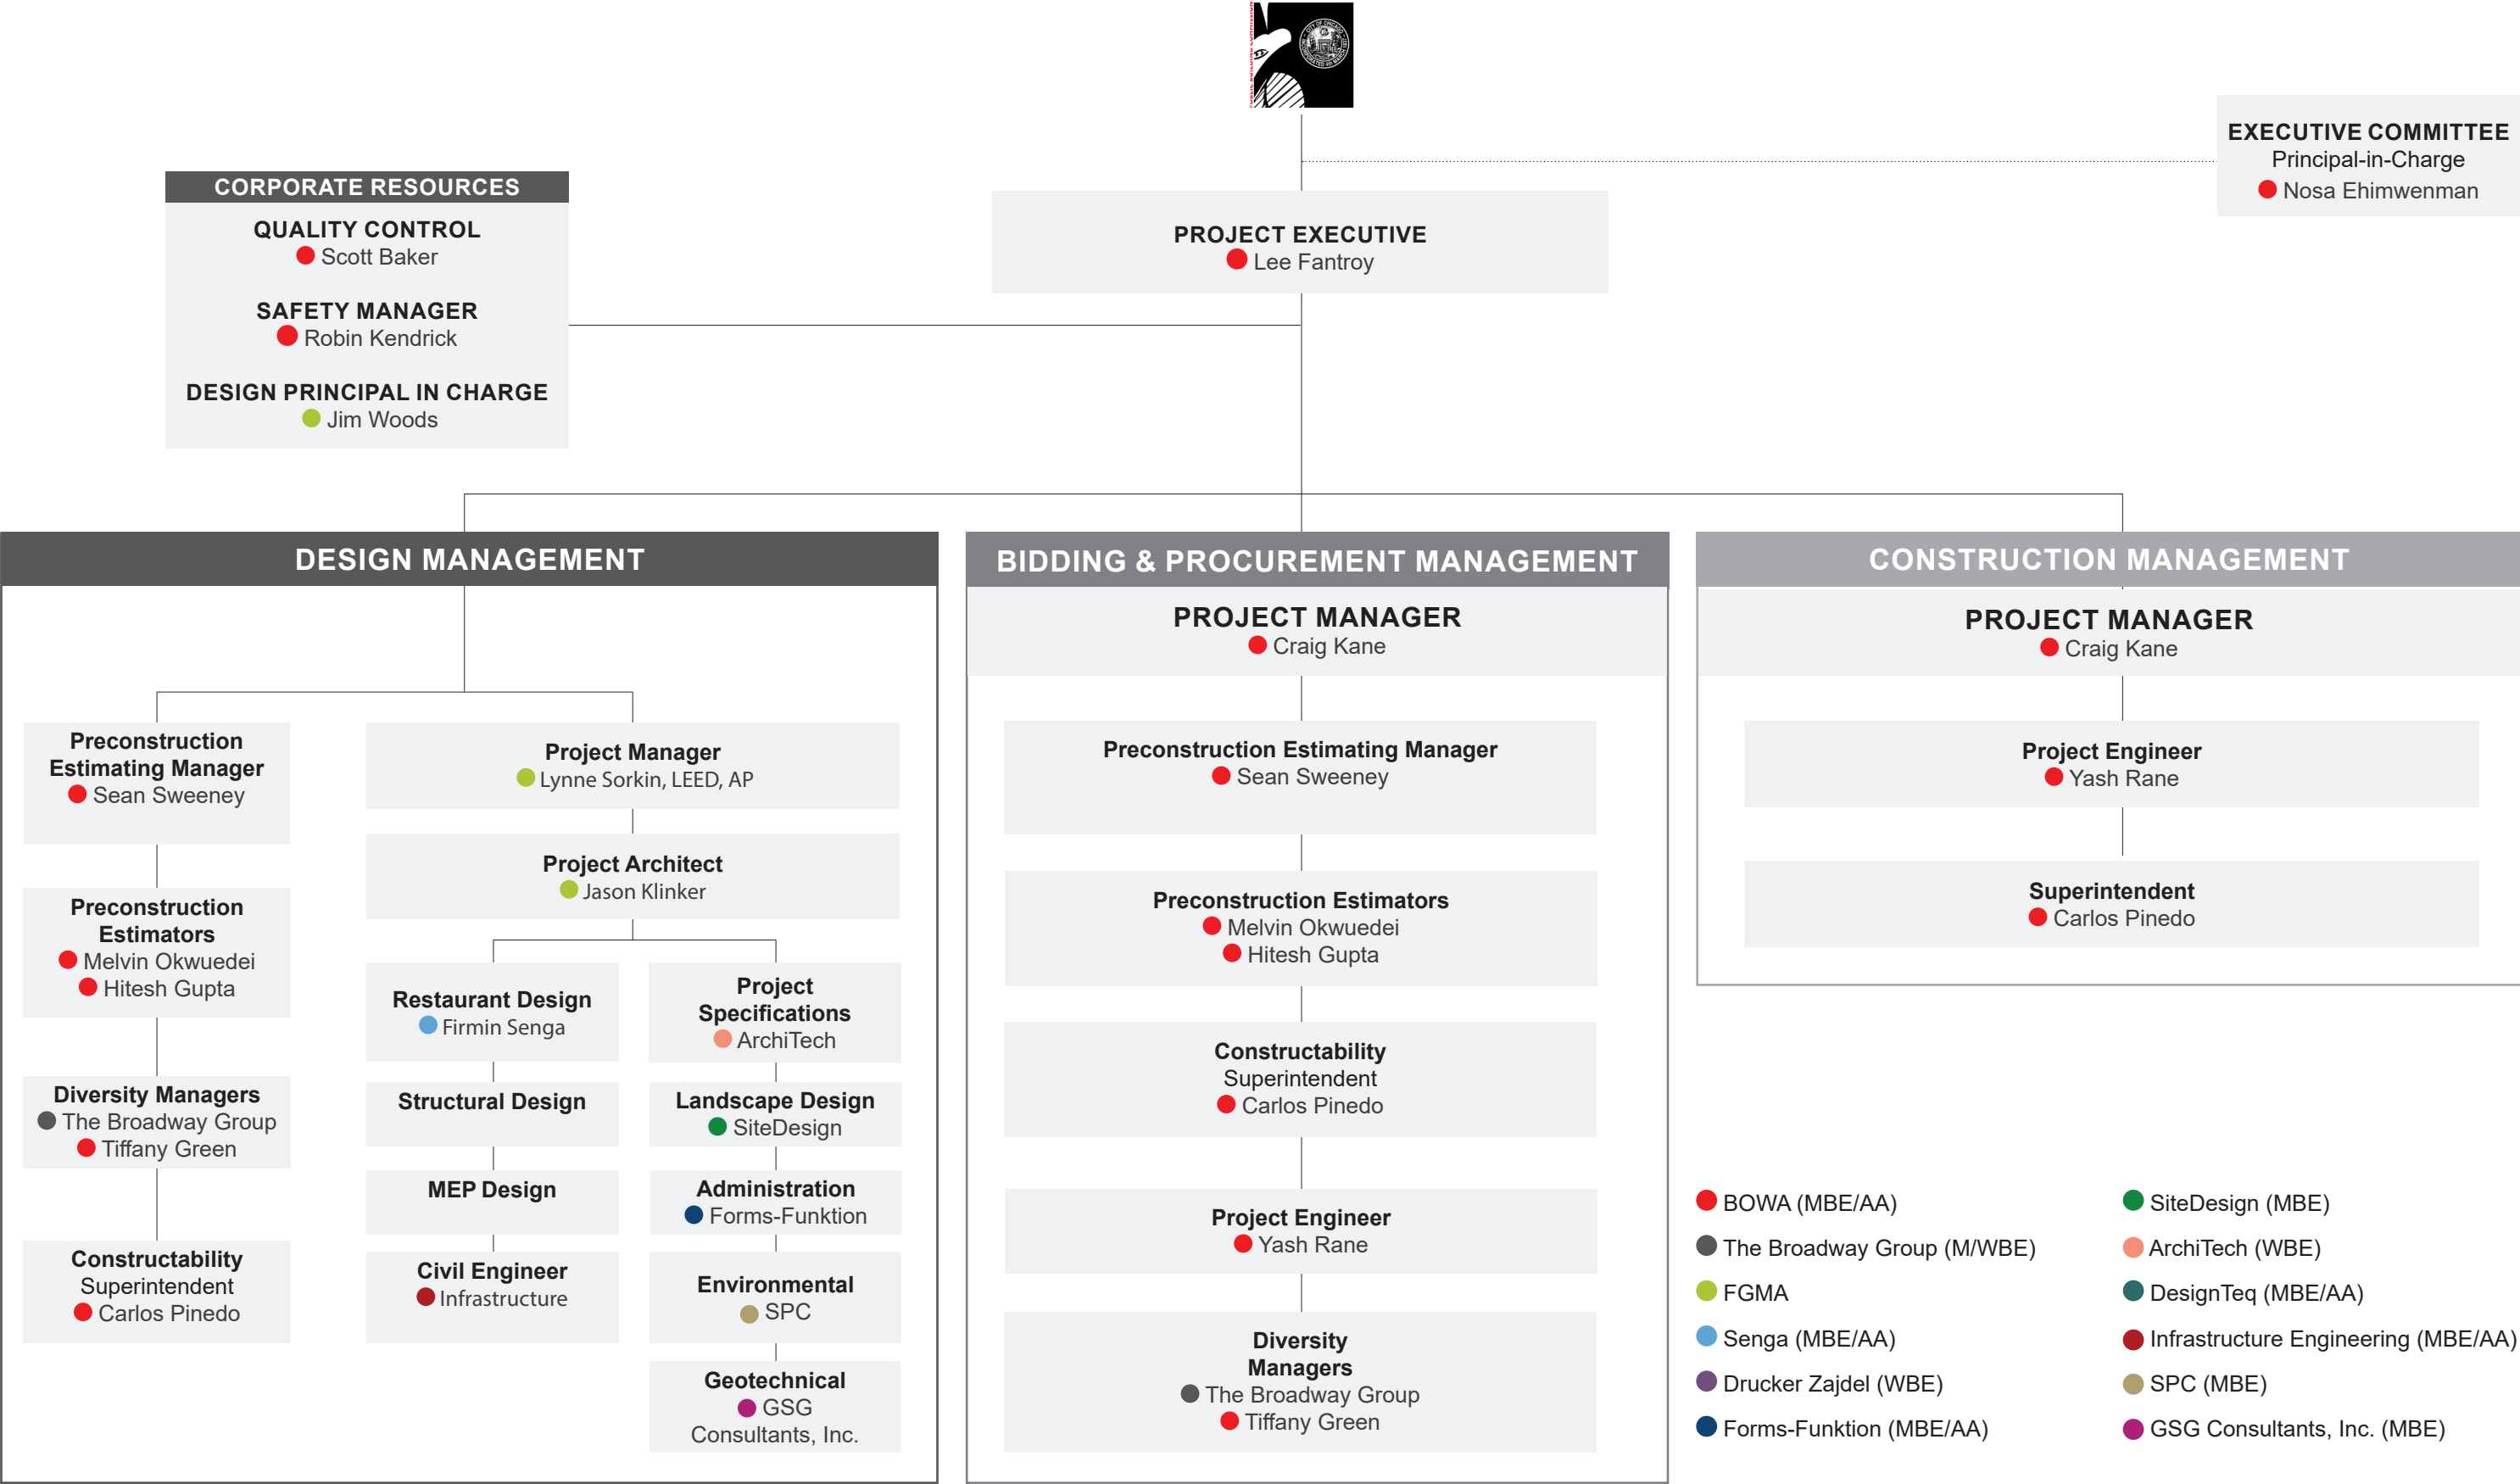 EXECUTIVE COMMITTEE
Principal-in-Charge
Nosa Ehimwenman
CORPORATE RESOURCES
QUALITY CONTROL
Scott Baker
SAFETY MANAGER
Robin Kendrick
DESIGN PRINCIPAL IN CHARGE
Jim Woods
PROJECT EXECUTIVE
Lee Fantroy
DESIGN MANAGEMENT
Preconstruction
Estimating Manager
Sean Sweeney
Preconstruction
Estimators
Melvin Okwuedei
Hitesh Gupta
Diversity Managers
The Broadway Group
Tiffany Green
Constructability
Superintendent
Carlos Pinedo
Project Manager
Lynne Sorkin, LEED, AP
Project Architect
Jason Klinker
Restaurant Design
Firmin Senga
Structural Design
MEP Design
Civil Engineer
Infrastructure
Project
Specifications
ArchiTech
Landscape Design
SiteDesign
Administration
Forms-Funktion
Environmental
SPC
Geotechnical
GSG
Consultants, Inc.
BIDDING & PROCUREMENT MANAGEMENT
PROJECT MANAGER
Craig Kane
Preconstruction Estimating Manager
Sean Sweeney
Preconstruction Estimators
Melvin Okwuedei
Hitesh Gupta
Constructability
Superintendent
Carlos Pinedo
Project Engineer
Yash Rane
Diversity
Managers
The Broadway Group
Tiffany Green
CONSTRUCTION MANAGEMENT
PROJECT MANAGER
Craig Kane
Project Engineer
Yash Rane
Superintendent
Carlos Pinedo
BOWA (MBE/AA)
The Broadway Group (M/WBE)
FGMA
Senga (MBE/AA)
Drucker Zajdel (WBE)
Forms-Funktion (MBE/AA)
SiteDesign (MBE)
ArchiTech (WBE)
DesignTeq (MBE/AA)
Infrastructure Engineering (MBE/AA)
SPC (MBE)
GSG Consultants, Inc. (MBE)